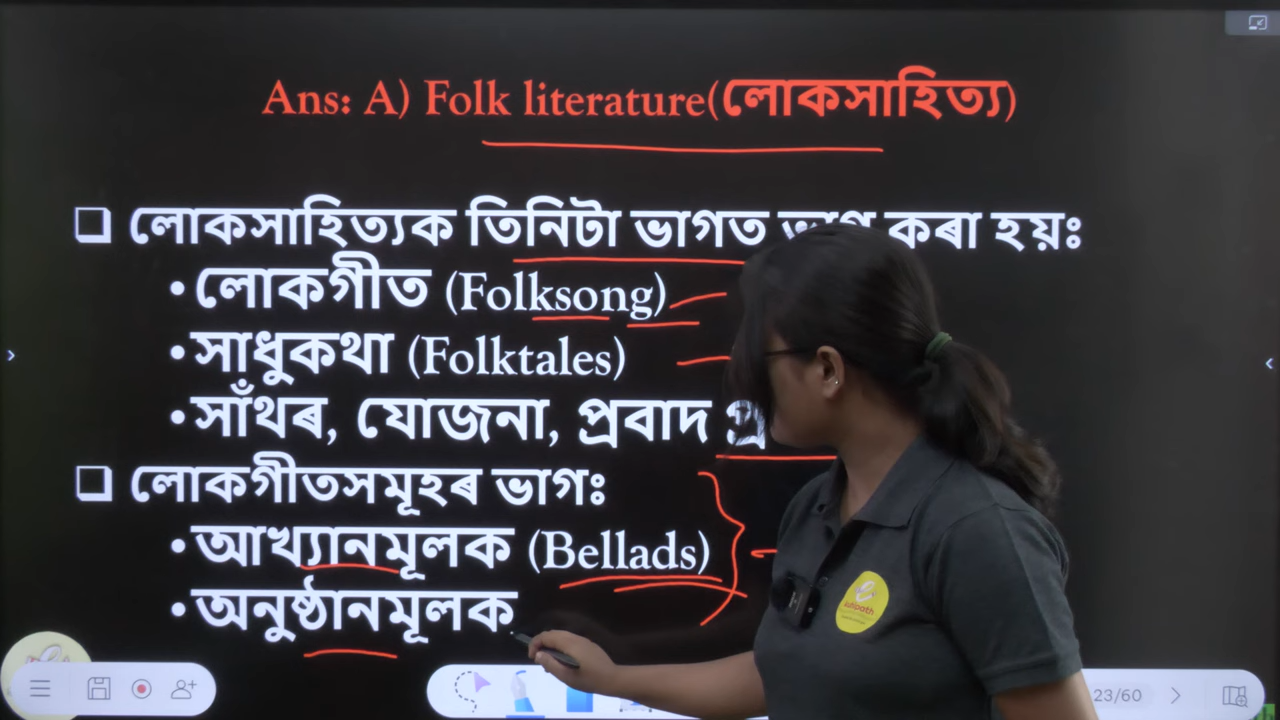 Ans: A) Folk literature(লোকসাহিত্য)
❑ লোকসাহিত্যক তিনিটা ভাগত ভাগ কৰা হয়ঃ
• লোকগীত (Folksong)
• সাধুকথা (Folktales)
• সাঁথৰ, যোজনা, প্ৰবাদ
❑ লোকগীতসমূহৰ ভাগঃ
• আখ্যানমূলক (Bellads)
• অনুষ্ঠানমূলক
23/60